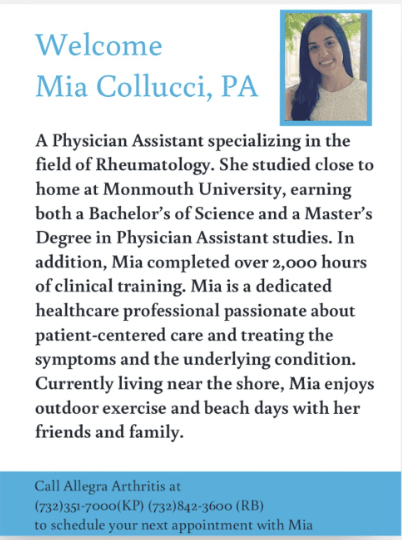 Welcome
Mia Collucci, PA
A Physician Assistant specializing in the
field of Rheumatology. She studied close to
home at Monmouth University, earning
both a Bachelor's of Science and a Master's
Degree in Physician Assistant studies. In
addition, Mia completed over 2,000 hours
of clinical training. Mia is a dedicated
healthcare professional passionate about
patient-centered care and treating the
symptoms and the underlying condition.
Currently living near the shore, Mia enjoys
outdoor exercise and beach days with her
friends and family.
Call Allegra Arthritis at
(732)351-7000(KP) (732)842-3600 (RB)
to schedule your next appointment with Mia